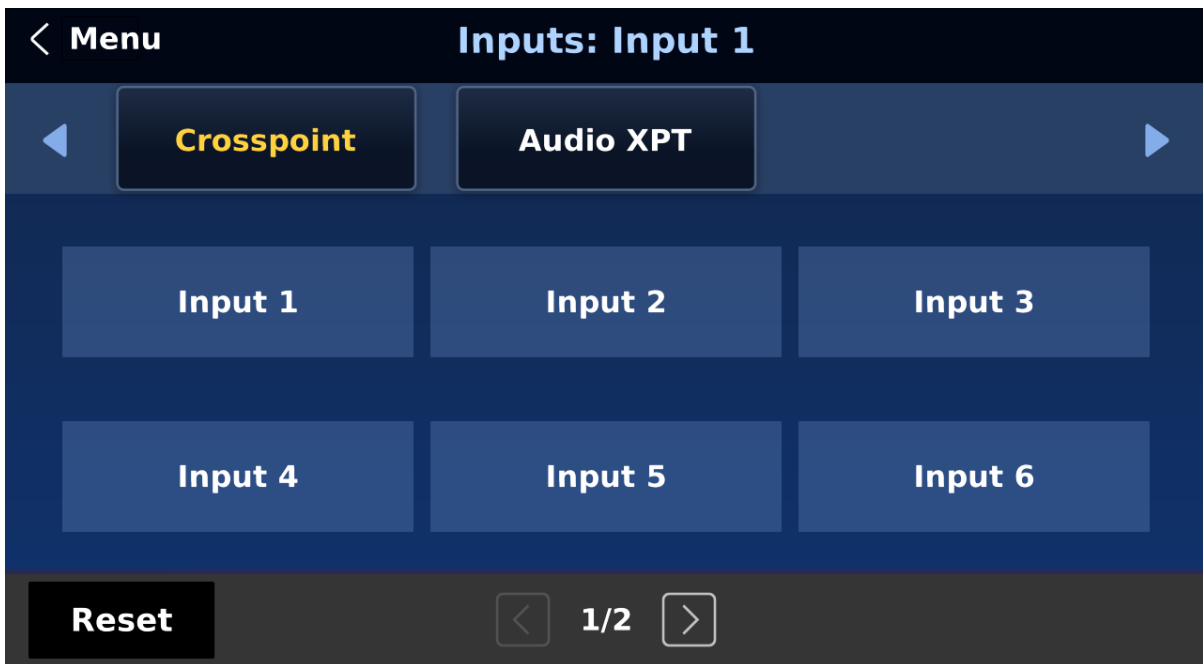 Menu
Inputs: Input 1
Crosspoint
Audio XPT
Input 1
Input 2
Input 3
Input 4
Input 5
Input 6
Reset
1/2